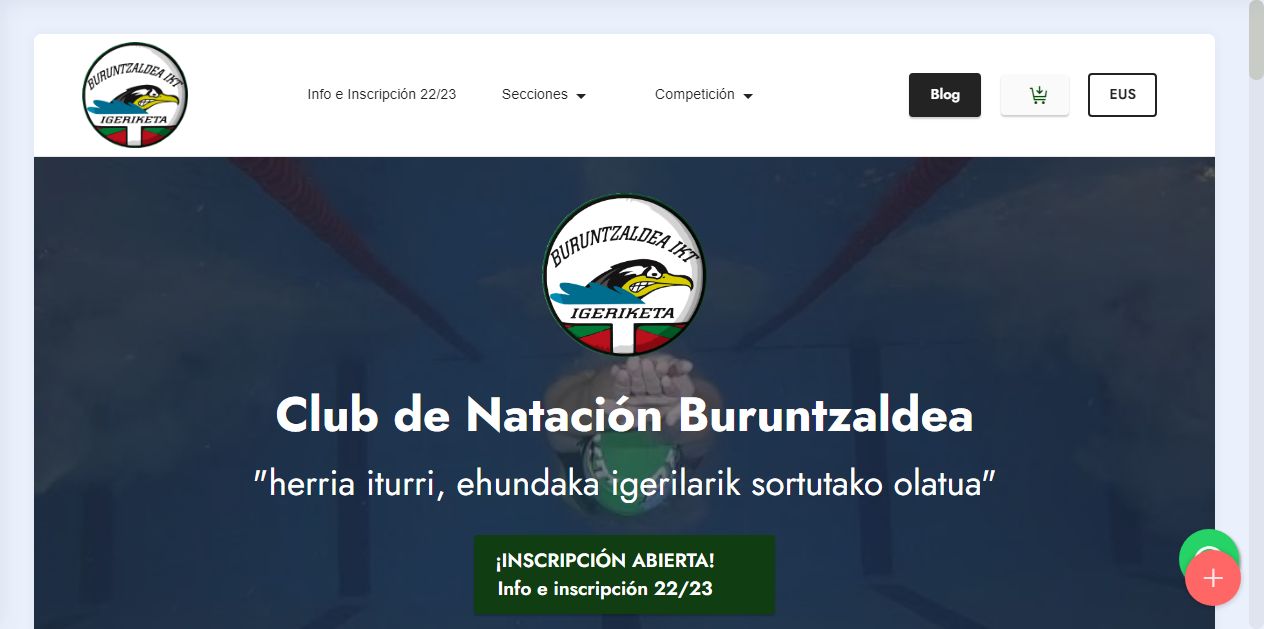 BURUNTZALDEA IKT
IGERIKETA
Info e Inscripción 22/23
Secciones
Competición
Blog
EUS
BURUNTZALDEA IKT
IGERIKETA
Club de Natación Buruntzaldea
"herria iturri, ehundaka igerilarik sortutako olatua"
¡INSCRIPCIÓN ABIERTA!
Info e inscripción 22/23